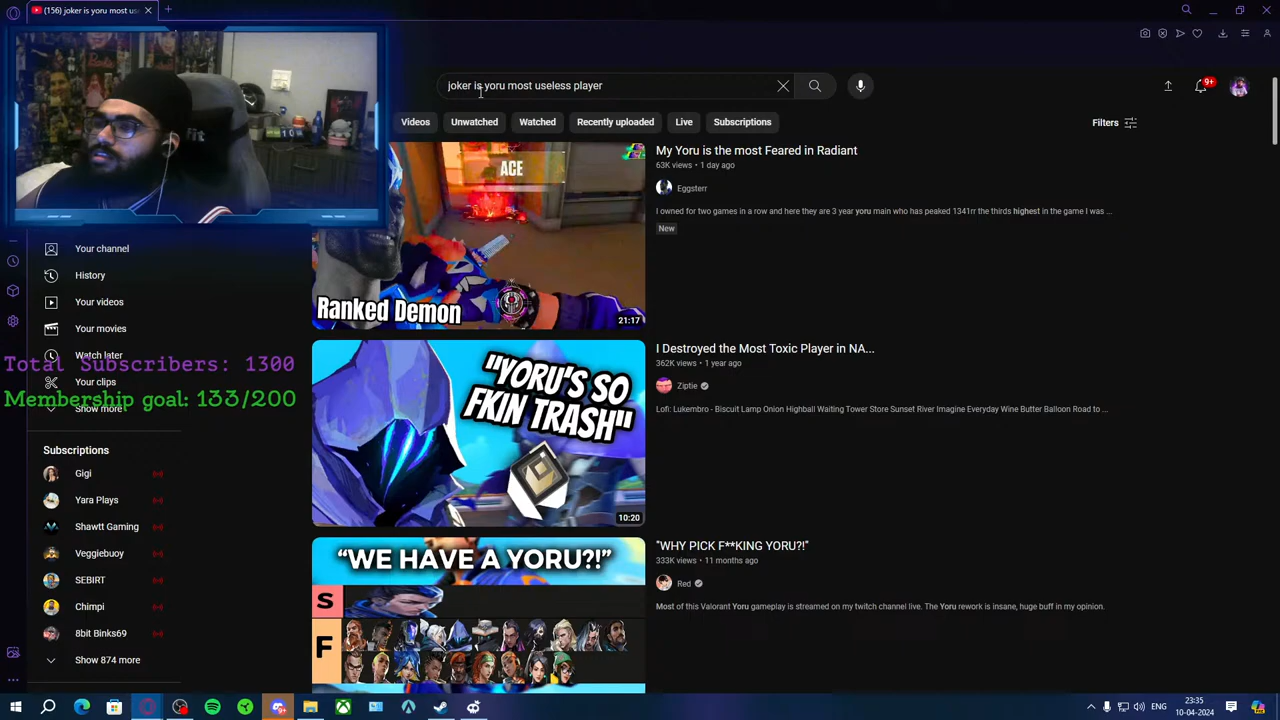 (156) joker is yoru most use
joker is yoru most useless player
9+
Videos
Unwatched
Watched
Recently uploaded
Live
Subscriptions
Filters
ACE
Ranked Demon
21:17
My Yoru is the most Feared in Radiant
63K views • 1 day ago
Eggsterr
I owned for two games in a row and here they are 3 year yoru main who has peaked 1341rr the thirds highest in the game I was ...
New
Your channel
History
Your videos
Your movies
Watch later
Total Subscribers: 1300
Your clips
Membership goal: 133/200
Show more
"YORU'S SO
FKIN TRASH"
10:20
I Destroyed the Most Toxic Player in NA...
362K views • 1 year ago
Ziptie
Lofi: Lukembro - Biscuit Lamp Onion Highball Waiting Tower Store Sunset River Imagine Everyday Wine Butter Balloon Road to ...
Subscriptions
Gigi
Yara Plays
Shawtt Gaming
Veggiebuoy
SEBIRT
Chimpi
8bit Binks69
Show 874 more
"WE HAVE A YORU?!"
S
F
"WHY PICK F**KING YORU?!"
333K views • 11 months ago
Red
Most of this Valorant Yoru gameplay is streamed on my twitch channel live. The Yoru rework is insane, huge buff in my opinion.
ENG
23:35
10-04-2024